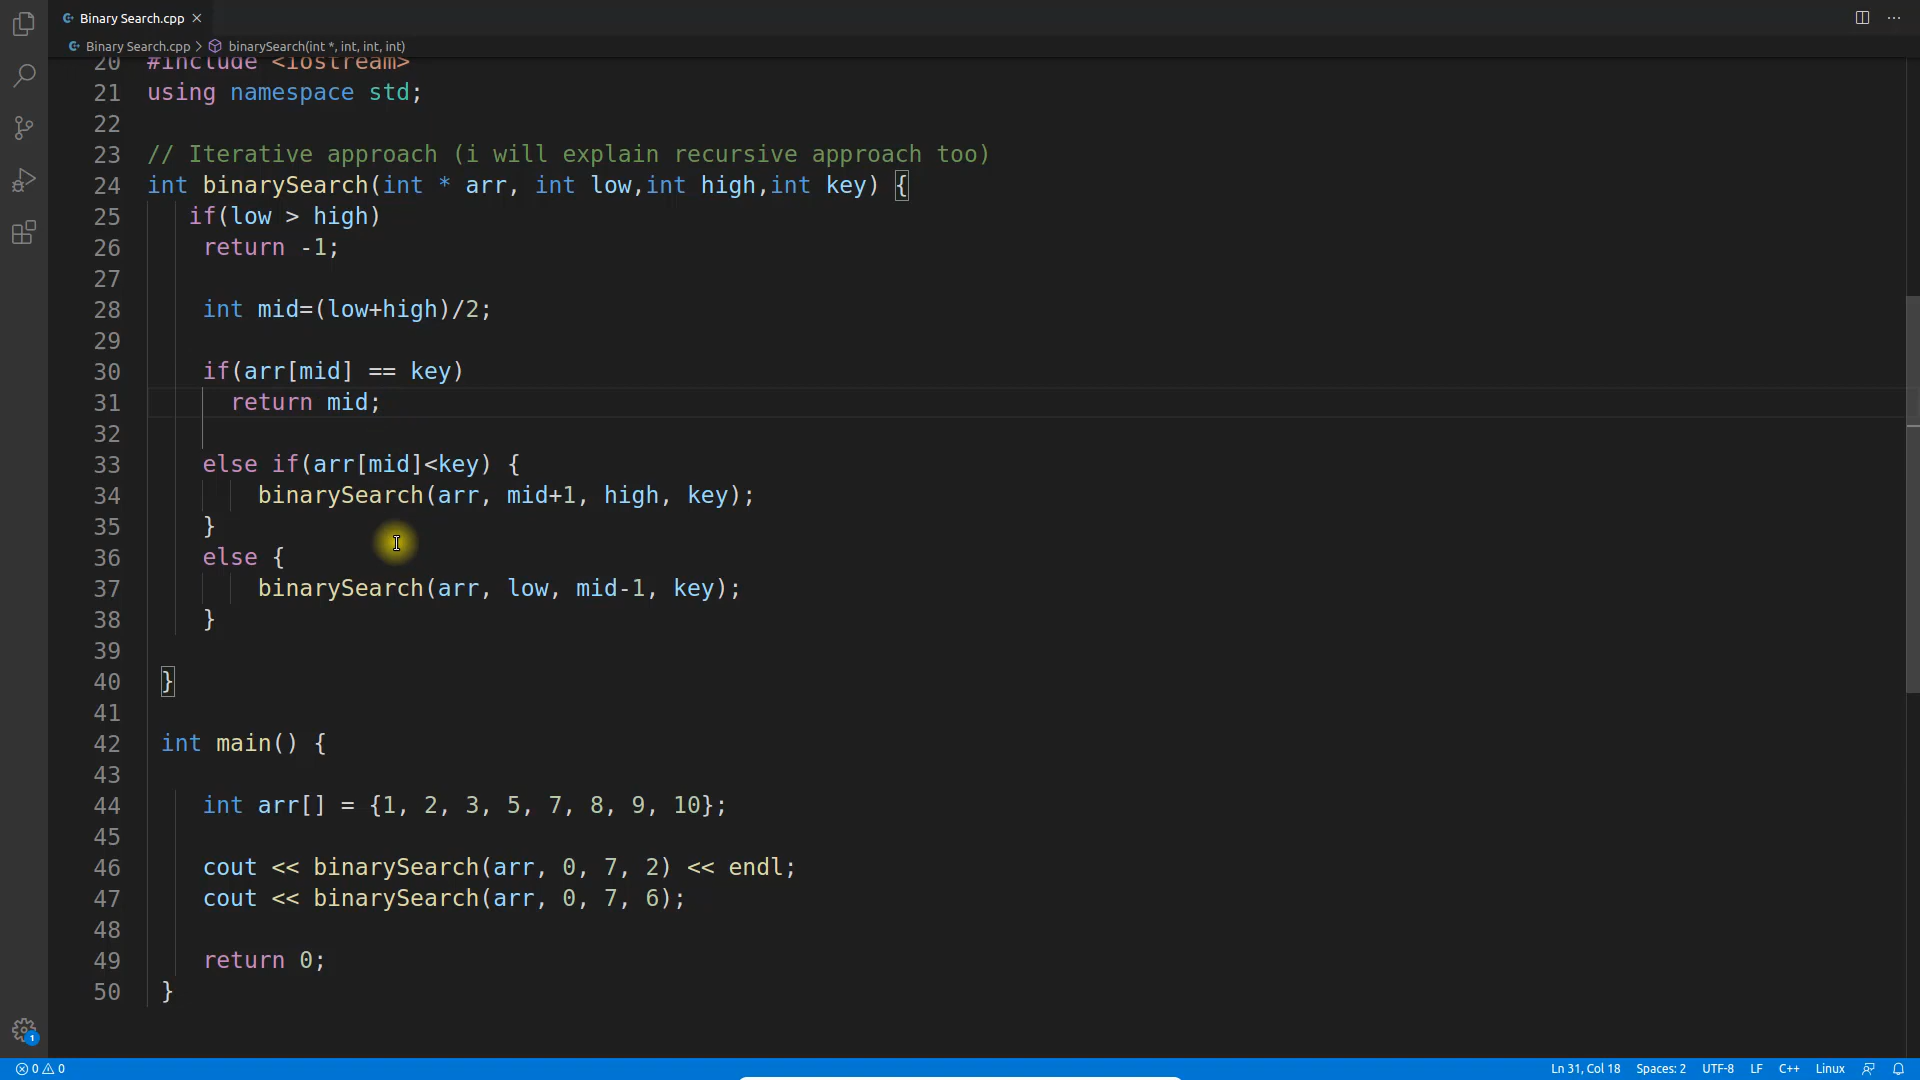 Binary Search.cpp
Binary Search.cpp > binarySearch(int *, int, int, int)
20 #include <iostream>
21 using namespace std;
22
23 // Iterative approach (i will explain recursive approach too)
24 int binarySearch(int * arr, int low,int high,int key) {
25 if(low > high)
26 return -1;
27
28 int mid=(low+high)/2;
29
30 if(arr[mid] == key)
31 return mid;
32
33 else if(arr[mid]<key) {
34 binarySearch(arr, mid+1, high, key);
35 }
36 else {
37 binarySearch(arr, low, mid-1, key);
38 }
39
40 }
41
42 int main() {
43
44 int arr[] = {1, 2, 3, 5, 7, 8, 9, 10};
45
46 cout << binarySearch(arr, 0, 7, 2) << endl;
47 cout << binarySearch(arr, 0, 7, 6);
48
49 return 0;
50 }
1
0 0 Ln 31, Col 18 Spaces: 2 UTF-8 LF C++ Linux